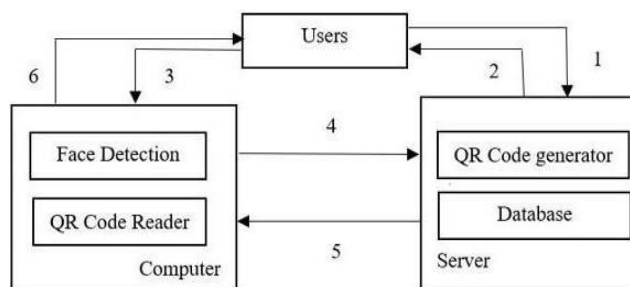 Users
6
3
2
1
4
Face Detection
QR Code generator
QR Code Reader
Database
Computer
5
Server